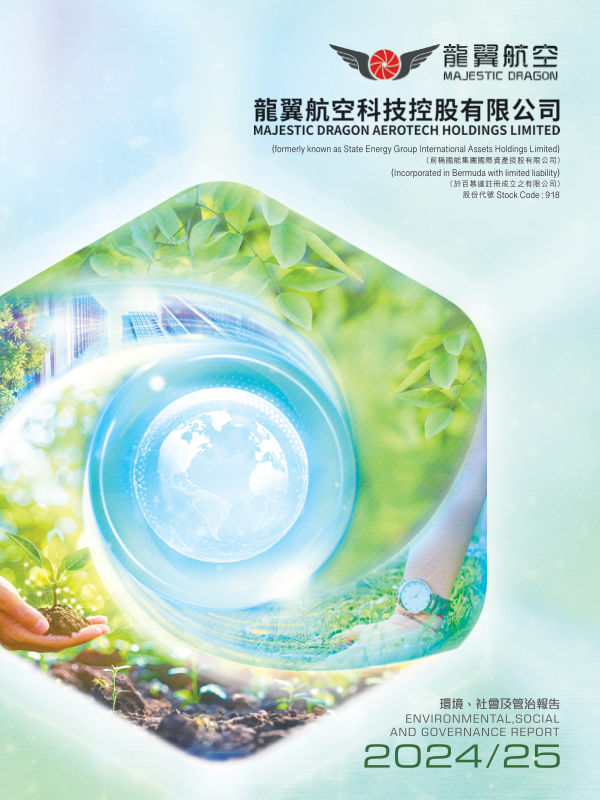 龍翼航空
MAJESTIC DRAGON
龍翼航空科技控股有限公司
MAJESTIC DRAGON AEROTECH HOLDINGS LIMITED
(formerly known as State Energy Group International Assets Holdings Limited)
(前稱國能集團國際資產控股有限公司)
(Incorporated in Bermuda with limited liability)
(於百慕達註冊成立之有限公司)
股份代號 Stock Code : 918
環境、社會及管治報告
ENVIRONMENTAL,SOCIAL
AND GOVERNANCE REPORT
2024/25